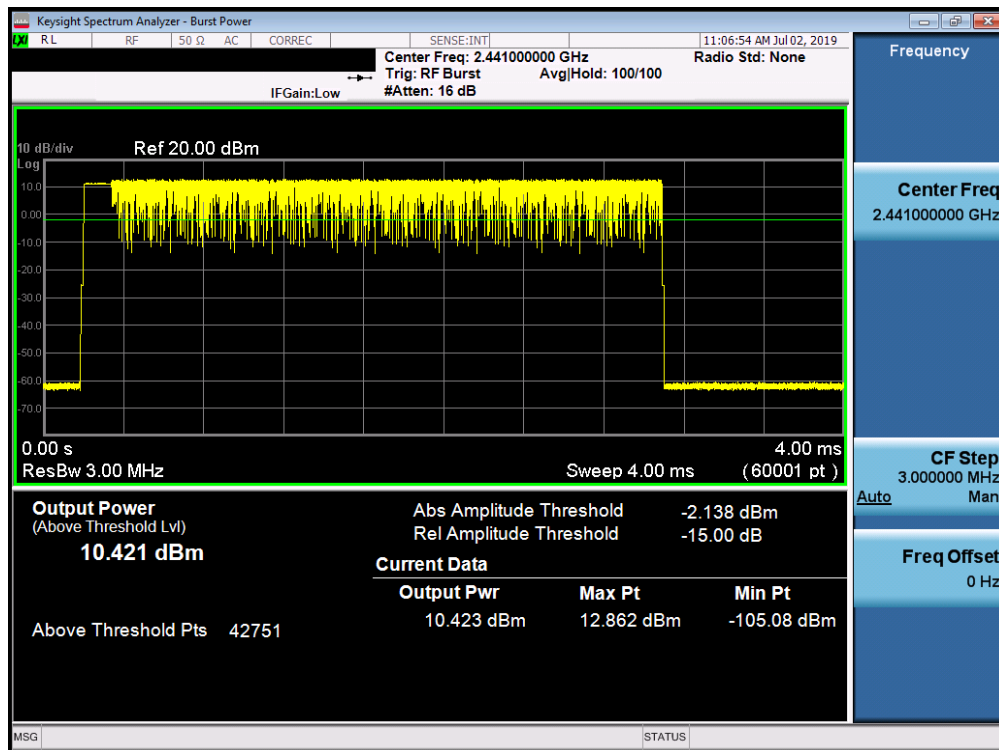 Keysight Spectrum Analyzer - Burst Power
LXI RL RF 50 Ω AC CORREC SENSE:INT 11:06:54 AM Jul 02, 2019
Center Freq: 2.441000000 GHz Radio Std: None
Trig: RF Burst Avg|Hold: 100/100
IFGain:Low #Atten: 16 dB
Frequency
10 dB/div Ref 20.00 dBm
Log
10.0
0.00
-10.0
-20.0
-30.0
-40.0
-50.0
-60.0
-70.0
0.00 s 4.00 ms
ResBw 3.00 MHz Sweep 4.00 ms (60001 pt)
Center Freq
2.441000000 GHz
CF Step
3.000000 MHz
Auto Man
Freq Offset
0 Hz
Output Power
(Above Threshold Lvl)
10.421 dBm
Above Threshold Pts 42751
Abs Amplitude Threshold -2.138 dBm
Rel Amplitude Threshold -15.00 dB
Current Data
Output Pwr Max Pt Min Pt
10.423 dBm 12.862 dBm -105.08 dBm
MSG STATUS